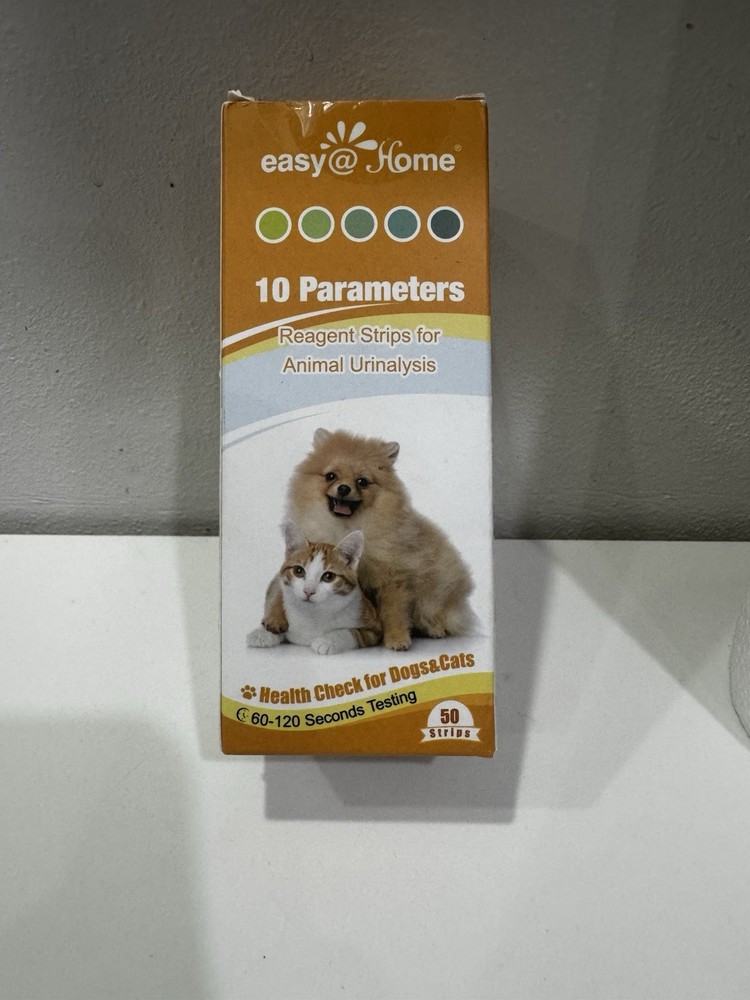 easy@Home®
10 Parameters
Reagent Strips for
Animal Urinalysis
Health Check for Dogs&Cats
60-120 Seconds Testing
50
Strips